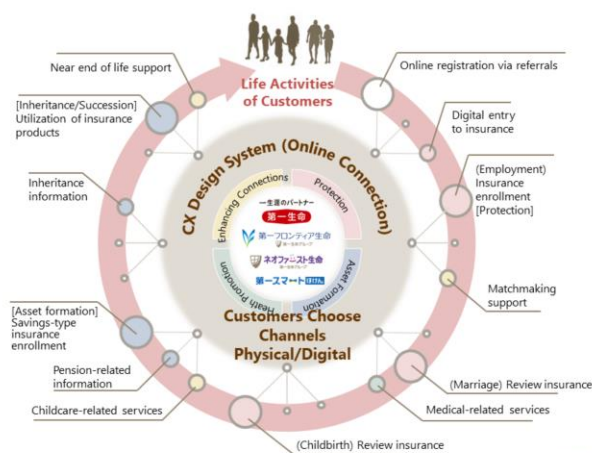 Life Activities
of Customers
Online registration via referrals
Digital entry
to insurance
(Employment)
Insurance
enrollment
[Protection]
Matchmaking
support
(Marriage) Review insurance
Medical-related services
(Childbirth) Review insurance
Childcare-related services
Pension-related
information
[Asset formation]
Savings-type
insurance
enrollment
Inheritance
information
[Inheritance/Succession]
Utilization of insurance
products
Near end of life support
CX Design System (Online Connection)
Enhancing Connections
Protection
Asset Formation
Heath Promotion
一生涯のパートナー
第一生命
第一フロンティア生命
ネオファースト生命
第一スマートほけん
Customers Choose
Channels
Physical/Digital